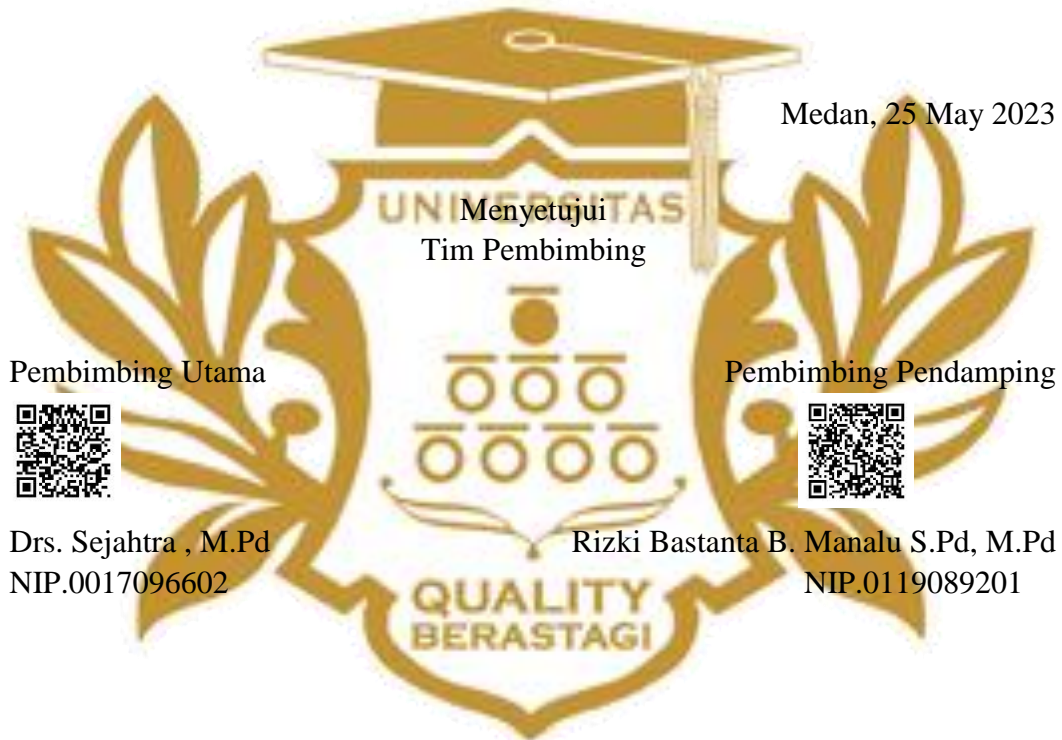 Medan, 25 May 2023
UNIVERSITAS
Menyetujui
Tim Pembimbing
Pembimbing Utama
Pembimbing Pendamping
Drs. Sejahtra , M.Pd
Rizki Bastanta B. Manalu S.Pd, M.Pd
NIP.0017096602
NIP.0119089201
QUALITY
BERASTAGI